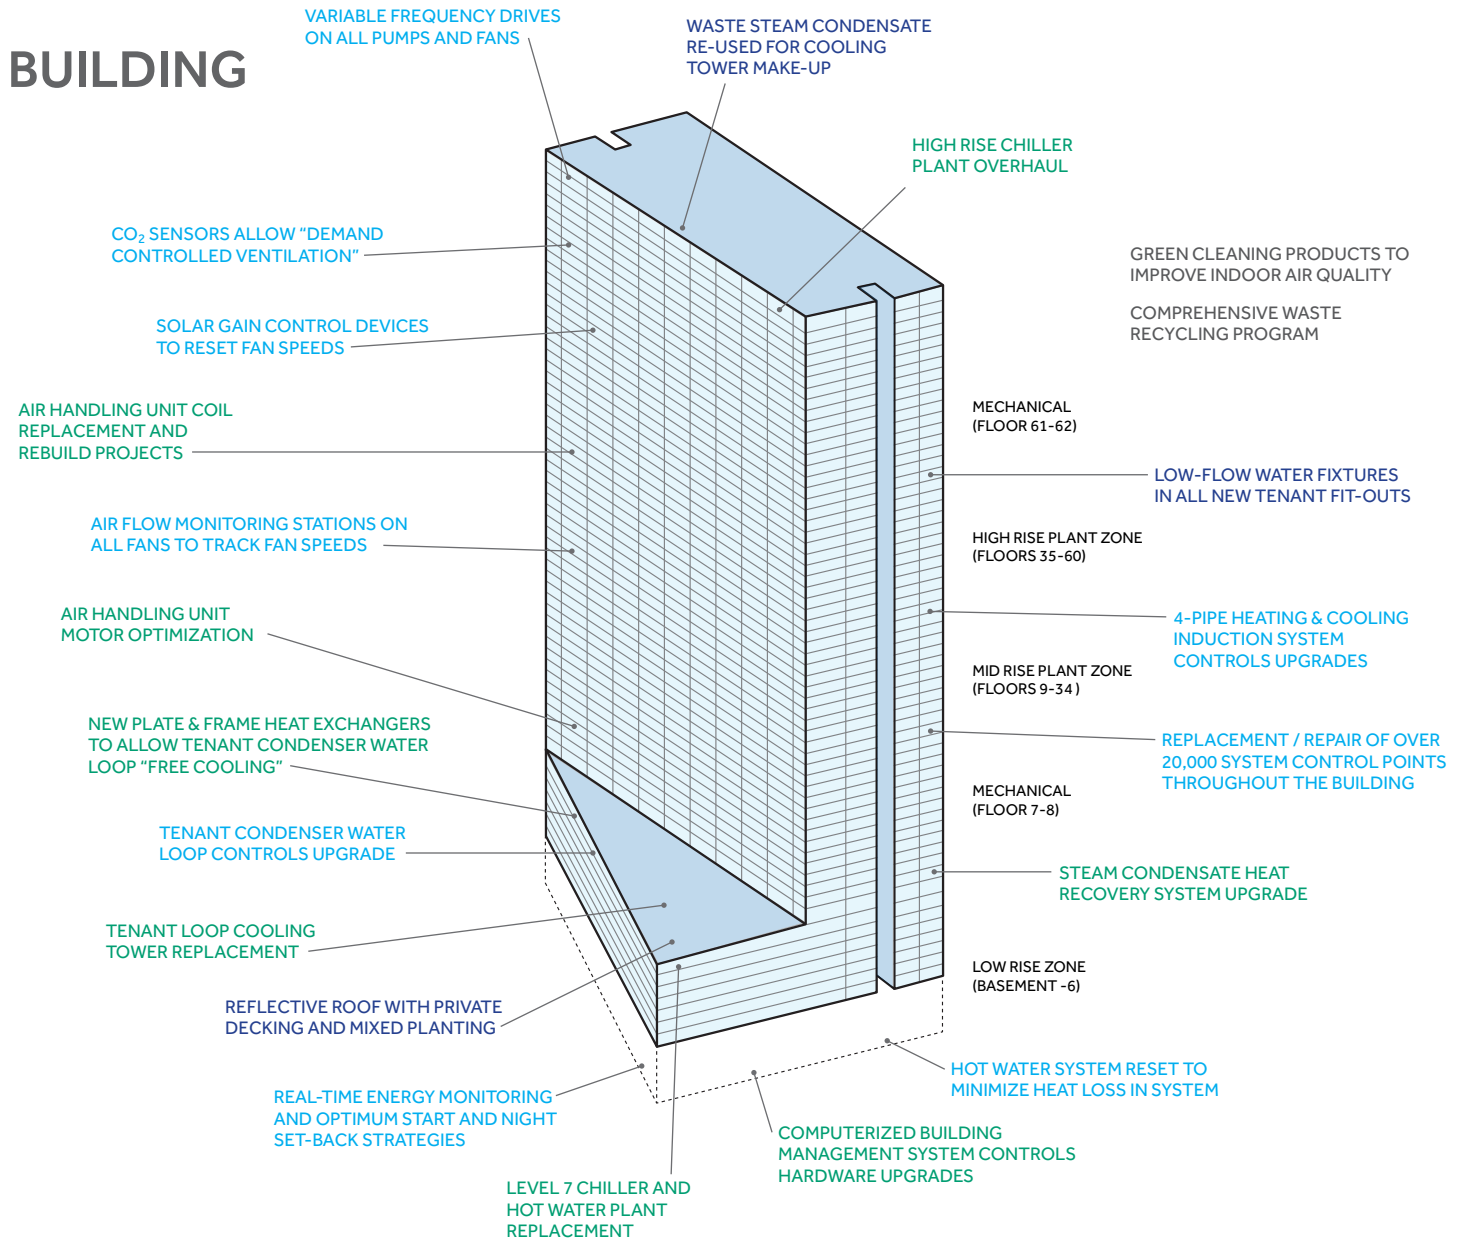 BUILDING
VARIABLE FREQUENCY DRIVES
ON ALL PUMPS AND FANS
WASTE STEAM CONDENSATE
RE-USED FOR COOLING
TOWER MAKE-UP
HIGH RISE CHILLER
PLANT OVERHAUL
CO₂ SENSORS ALLOW “DEMAND
CONTROLLED VENTILATION”
GREEN CLEANING PRODUCTS TO
IMPROVE INDOOR AIR QUALITY
COMPREHENSIVE WASTE
RECYCLING PROGRAM
SOLAR GAIN CONTROL DEVICES
TO RESET FAN SPEEDS
AIR HANDLING UNIT COIL
REPLACEMENT AND
REBUILD PROJECTS
MECHANICAL
(FLOOR 61-62)
LOW-FLOW WATER FIXTURES
IN ALL NEW TENANT FIT-OUTS
AIR FLOW MONITORING STATIONS ON
ALL FANS TO TRACK FAN SPEEDS
HIGH RISE PLANT ZONE
(FLOORS 35-60)
AIR HANDLING UNIT
MOTOR OPTIMIZATION
4-PIPE HEATING & COOLING
INDUCTION SYSTEM
CONTROLS UPGRADES
MID RISE PLANT ZONE
(FLOORS 9-34 )
NEW PLATE & FRAME HEAT EXCHANGERS
TO ALLOW TENANT CONDENSER WATER
LOOP “FREE COOLING”
REPLACEMENT / REPAIR OF OVER
20,000 SYSTEM CONTROL POINTS
THROUGHOUT THE BUILDING
MECHANICAL
(FLOOR 7-8)
TENANT CONDENSER WATER
LOOP CONTROLS UPGRADE
STEAM CONDENSATE HEAT
RECOVERY SYSTEM UPGRADE
TENANT LOOP COOLING
TOWER REPLACEMENT
LOW RISE ZONE
(BASEMENT -6)
REFLECTIVE ROOF WITH PRIVATE
DECKING AND MIXED PLANTING
HOT WATER SYSTEM RESET TO
MINIMIZE HEAT LOSS IN SYSTEM
REAL-TIME ENERGY MONITORING
AND OPTIMUM START AND NIGHT
SET-BACK STRATEGIES
COMPUTERIZED BUILDING
MANAGEMENT SYSTEM CONTROLS
HARDWARE UPGRADES
LEVEL 7 CHILLER AND
HOT WATER PLANT
REPLACEMENT